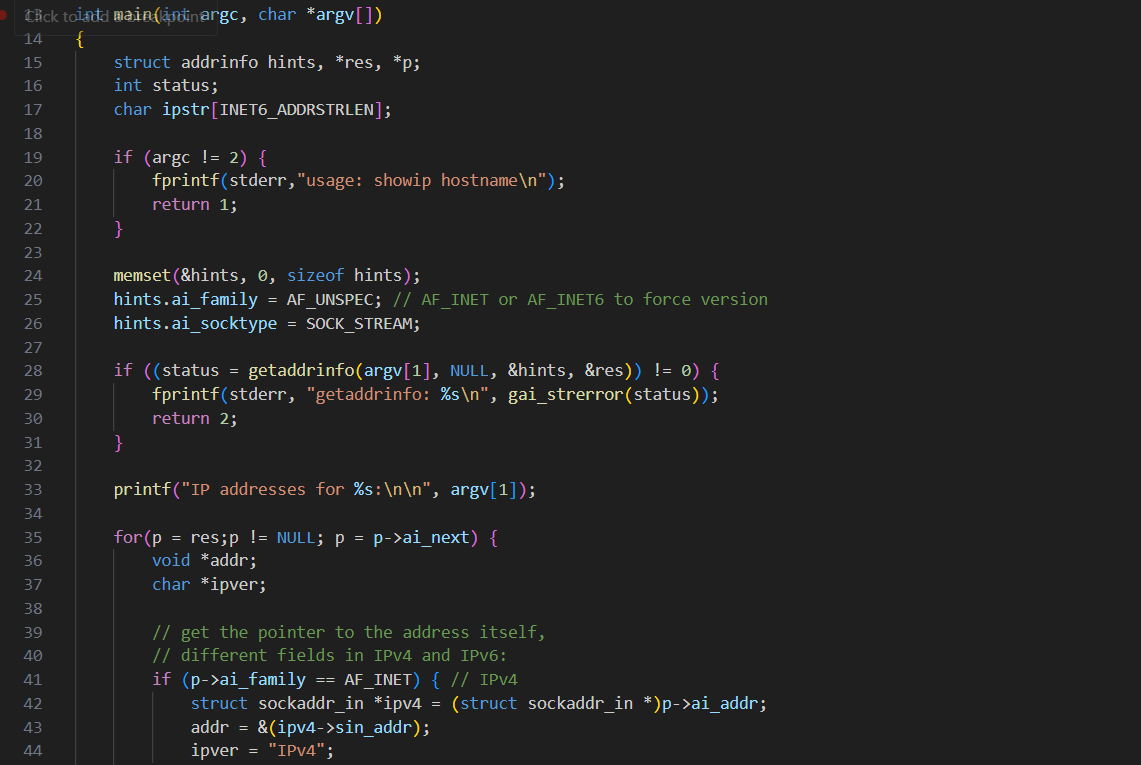 13 int main(int argc, char *argv[])
Click to add a breakpoint
14 {
15 struct addrinfo hints, *res, *p;
16 int status;
17 char ipstr[INET6_ADDRSTRLEN];
18
19 if (argc != 2) {
20 fprintf(stderr,"usage: showip hostname\n");
21 return 1;
22 }
23
24 memset(&hints, 0, sizeof hints);
25 hints.ai_family = AF_UNSPEC; // AF_INET or AF_INET6 to force version
26 hints.ai_socktype = SOCK_STREAM;
27
28 if ((status = getaddrinfo(argv[1], NULL, &hints, &res)) != 0) {
29 fprintf(stderr, "getaddrinfo: %s\n", gai_strerror(status));
30 return 2;
31 }
32
33 printf("IP addresses for %s:\n\n", argv[1]);
34
35 for(p = res;p != NULL; p = p->ai_next) {
36 void *addr;
37 char *ipver;
38
39 // get the pointer to the address itself,
40 // different fields in IPv4 and IPv6:
41 if (p->ai_family == AF_INET) { // IPv4
42 struct sockaddr_in *ipv4 = (struct sockaddr_in *)p->ai_addr;
43 addr = &(ipv4->sin_addr);
44 ipver = "IPv4";